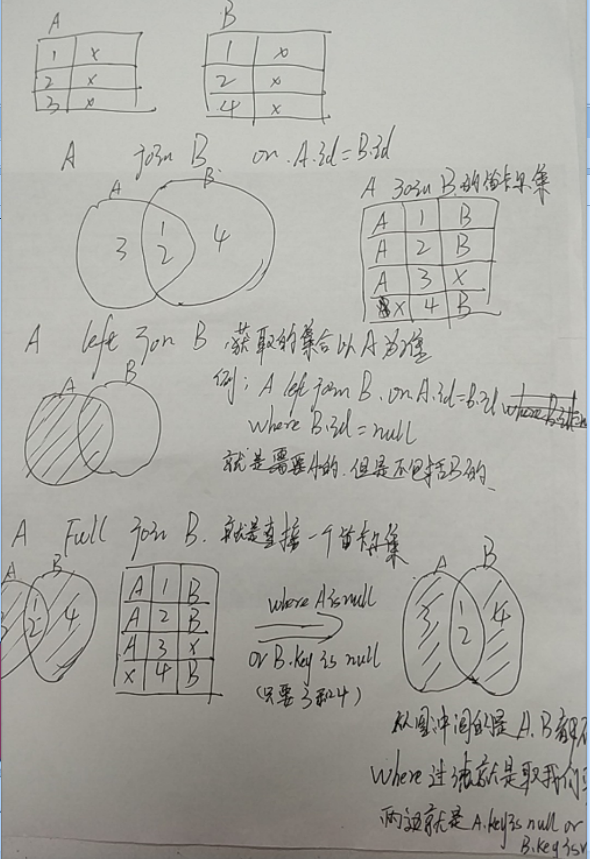 A B
1 x 1 x
2 x 2 x
3 x 4 x
A join B on A.id=B.id
A B
3 1 2 4
A join B 的笛卡尔集
A 1 B
A 2 B
A 3 X
X 4 B
A left join B 获取的集合以A为准
A B
例: A left join B. on A.id=B.id where B.id
where B.id=null
就是需要A的.但是不包括B的
A Full join B. 就是直接一个笛卡尔集
A B
3 1 2 4
A 1 B
A 2 B
A 3 X
X 4 B
where A is null
or B.key is null
(只要3和4)
A B
3 1 2 4
从图中间的是A.B都
where 过滤就是取我们
两边就是 A.key is null or
B.key is